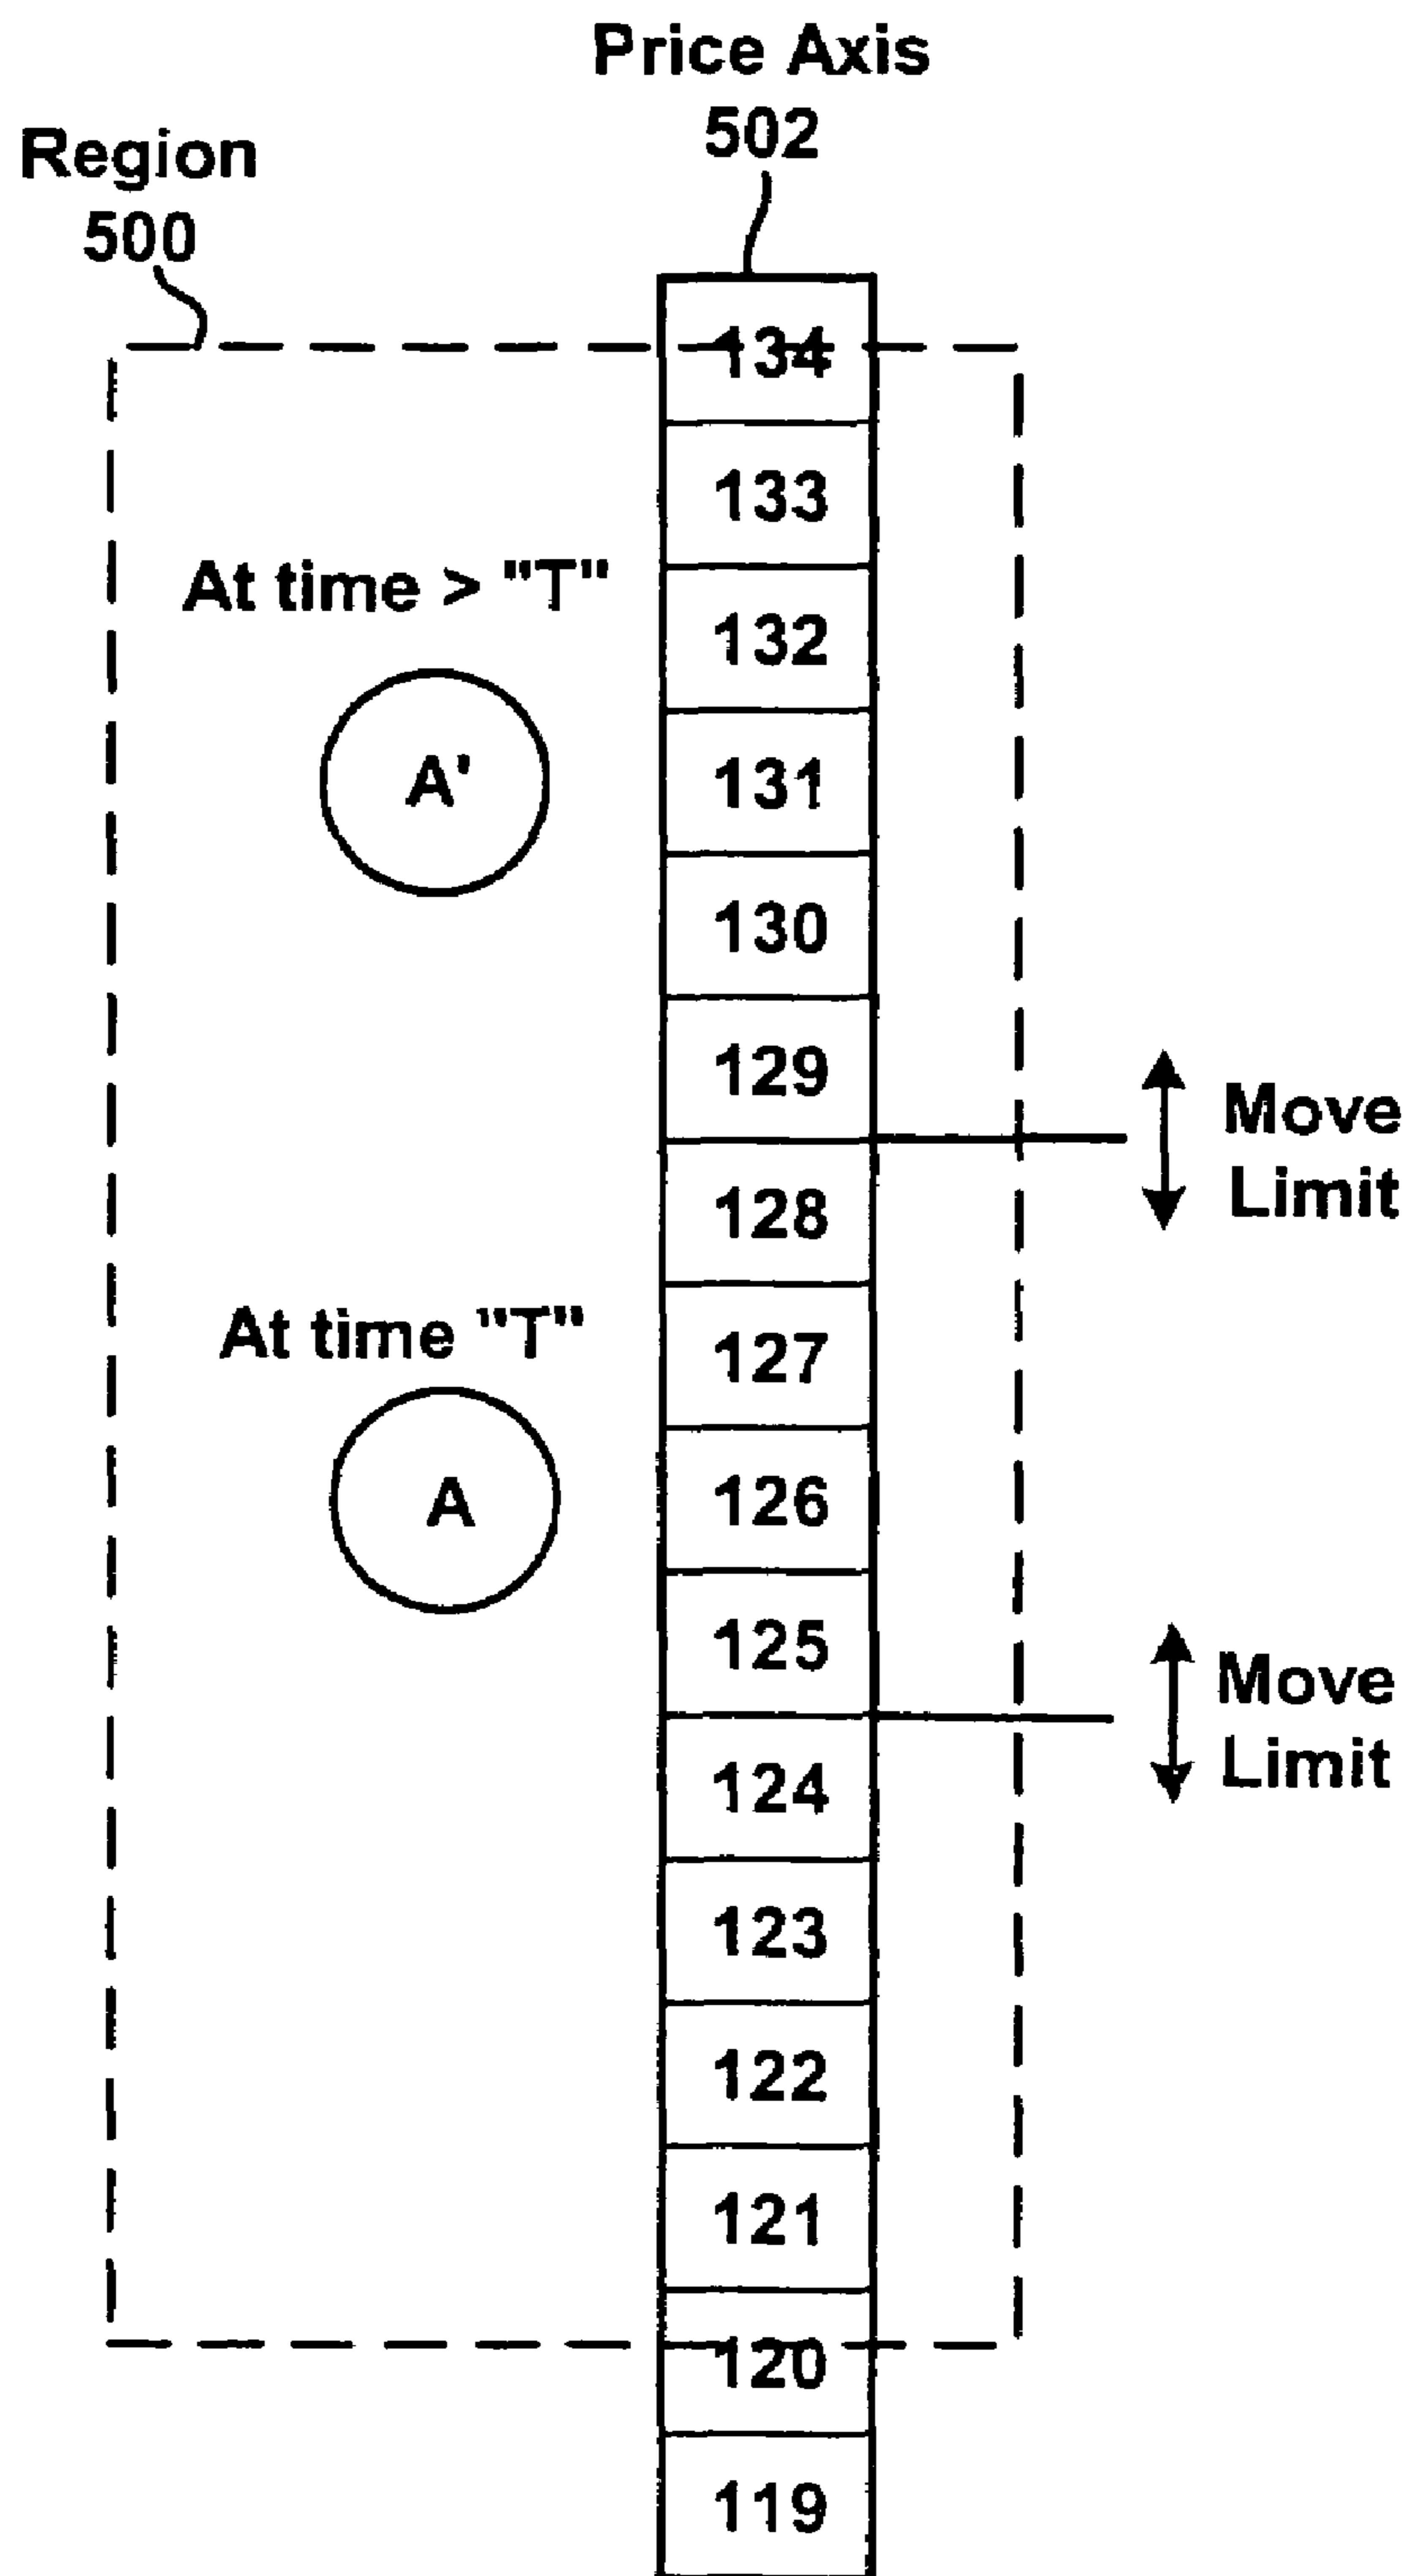 Price Axis
502
Region
500
134
133
At time > "T"
132
A'
131
130
129
Move
Limit
128
At time "T"
127
A
126
125
Move
Limit
124
123
122
121
120
119